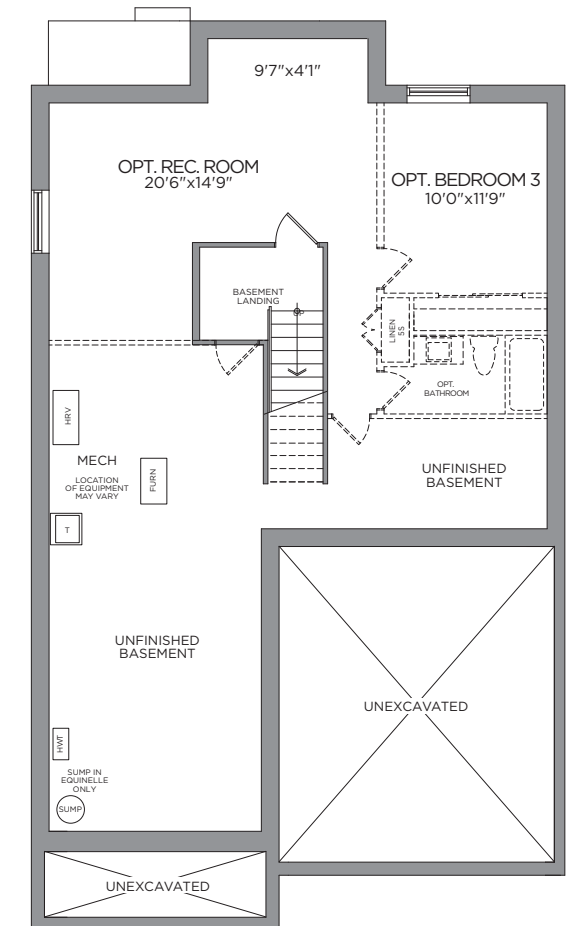 9'7"x4'1"
OPT. REC. ROOM
20'6"x14'9"
OPT. BEDROOM 3
10'0"x11'9"
BASEMENT
LANDING
LINEN
5S
OPT.
BATHROOM
HRV
MECH
LOCATION
OF EQUIPMENT
MAY VARY
FURN
UNFINISHED
BASEMENT
T
UNFINISHED
BASEMENT
UNEXCAVATED
HWT
SUMP IN
EQUINELLE
ONLY
SUMP
UNEXCAVATED